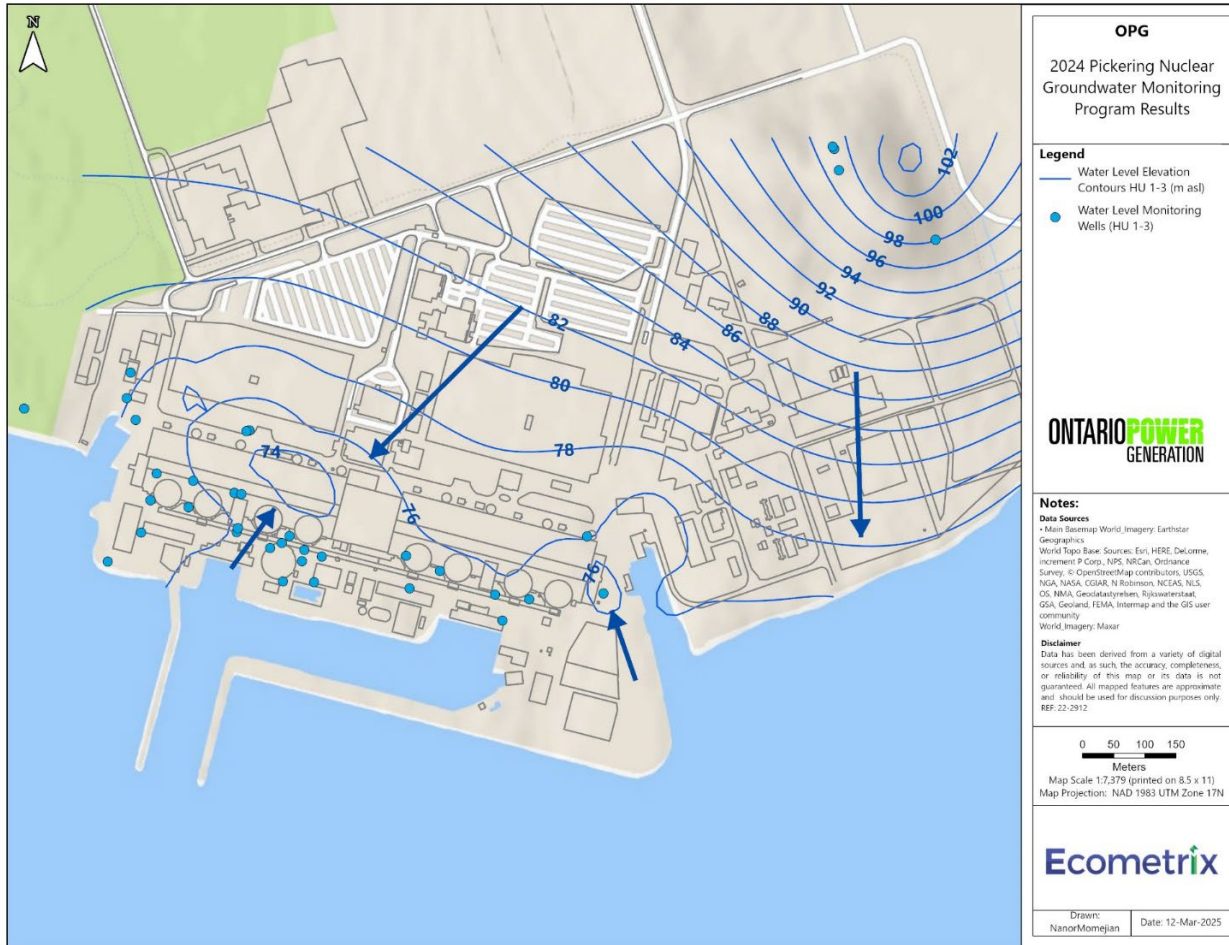 N
102
100
98
96
94
92
90
88
86
84
82
80
78
76
76
74
OPG
2024 Pickering Nuclear
Groundwater Monitoring
Program Results
Legend
Water Level Elevation
Contours HU 1-3 (m asl)
Water Level Monitoring
Wells (HU 1-3)
ONTARIOPOWER
GENERATION
Notes:
Data Sources
• Main Basemap World_Imagery: Earthstar
Geographics
World Topo Base: Sources: Esri, HERE, DeLorme,
increment P Corp., NPS, NRCan, Ordnance
Survey, © OpenStreetMap contributors, USGS,
NGA, NASA, CGIAR, N Robinson, NCEAS, NLS,
OS, NMA, Geodatastyrelsen, Rijkswaterstaat,
GSA, Geoland, FEMA, Intermap and the GIS user
community
World_Imagery: Maxar
Disclaimer
Data has been derived from a variety of digital
sources and, as such, the accuracy, completeness,
or reliability of this map or its data is not
guaranteed. All mapped features are approximate
and should be used for discussion purposes only.
REF: 22-2912
0 50 100 150
Meters
Map Scale 1:7,379 (printed on 8.5 x 11)
Map Projection: NAD 1983 UTM Zone 17N
Ecometrix
Drawn:
NanorMomejian
Date: 12-Mar-2025